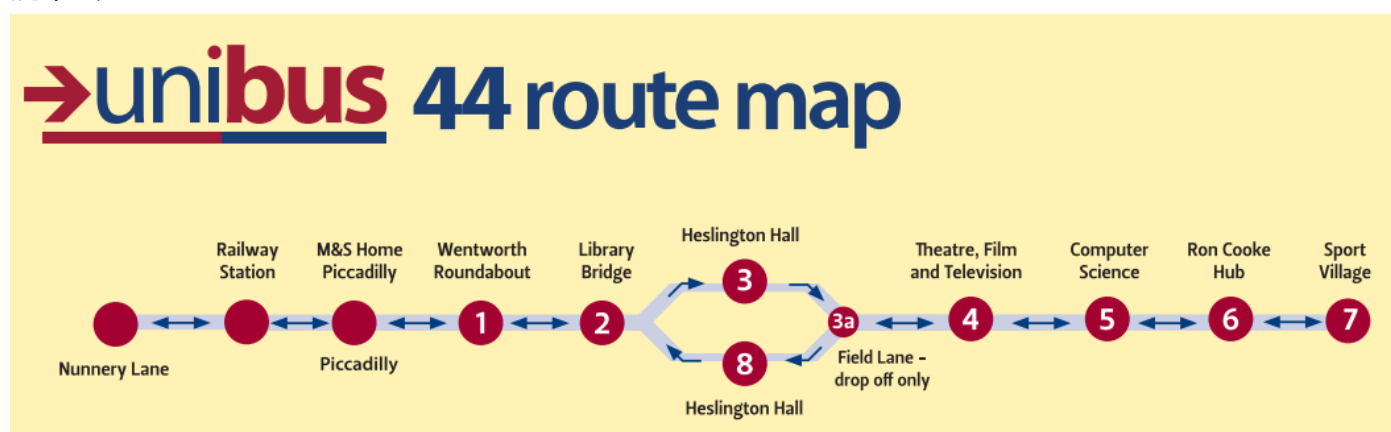 unibus 44 route map
Heslington Hall
Railway
Station
M&S Home
Piccadilly
Wentworth
Roundabout
Library
Bridge
Theatre, Film
and Television
Computer
Science
Ron Cooke
Hub
Sport
Village
3
1
2
3a
4
5
6
7
8
Nunnery Lane
Piccadilly
Field Lane –
drop off only
Heslington Hall